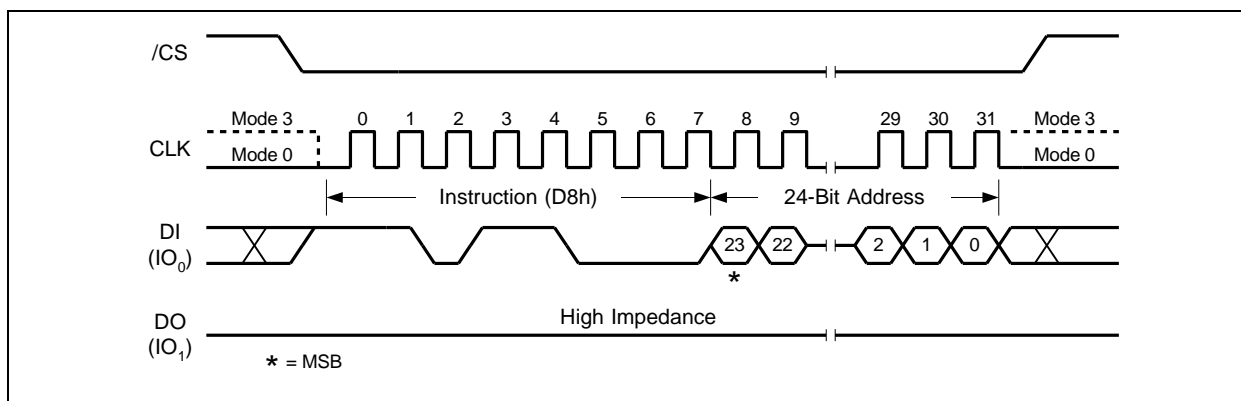 /CS
Mode 3 0 1 2 3 4 5 6 7 8 9 29 30 31 Mode 3
CLK
Mode 0 Mode 0
Instruction (D8h) 24-Bit Address
DI
(IO0)
23 22 2 1 0
*
High Impedance
DO
(IO1)
* = MSB